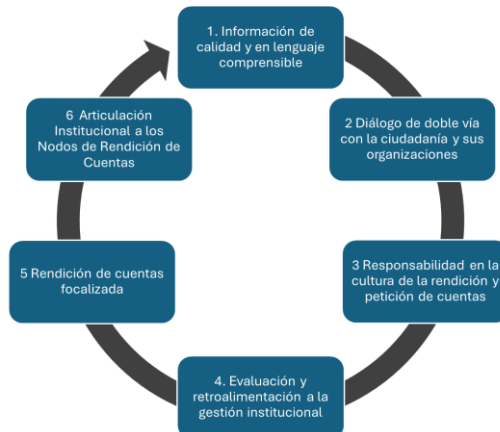 1. Información de
calidad y en lenguaje
comprensible
2 Diálogo de doble vía
con la ciudadanía y sus
organizaciones
3 Responsabilidad en la
cultura de la rendición y
petición de cuentas
4. Evaluación y
retroalimentación a la
gestión institucional
5 Rendición de cuentas
focalizada
6 Articulación
Institucional a los
Nodos de Rendición de
Cuentas